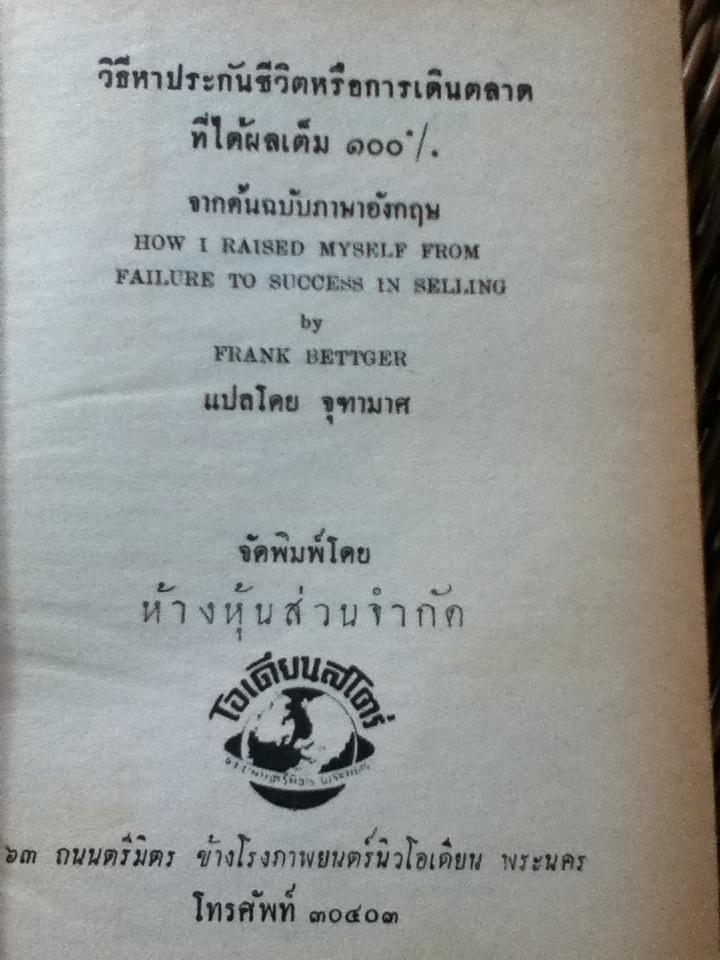 วิธีหาประกันชีวิตหรือการเดินตลาด
ที่ได้ผลเต็ม ๑๐๐%
จากต้นฉบับภาษาอังกฤษ
HOW I RAISED MYSELF FROM
FAILURE TO SUCCESS IN SELLING
by
FRANK BETTGER
แปลโดย จุฑามาศ
จัดพิมพ์โดย
ห้างหุ้นส่วนจำกัด
โอเดียนสโตร์
๖๓ ถนนตรีมิตร ข้างโรงภาพยนตร์นิวโอเดียน พระนคร
โทรศัพท์ ๓๐๔๐๓